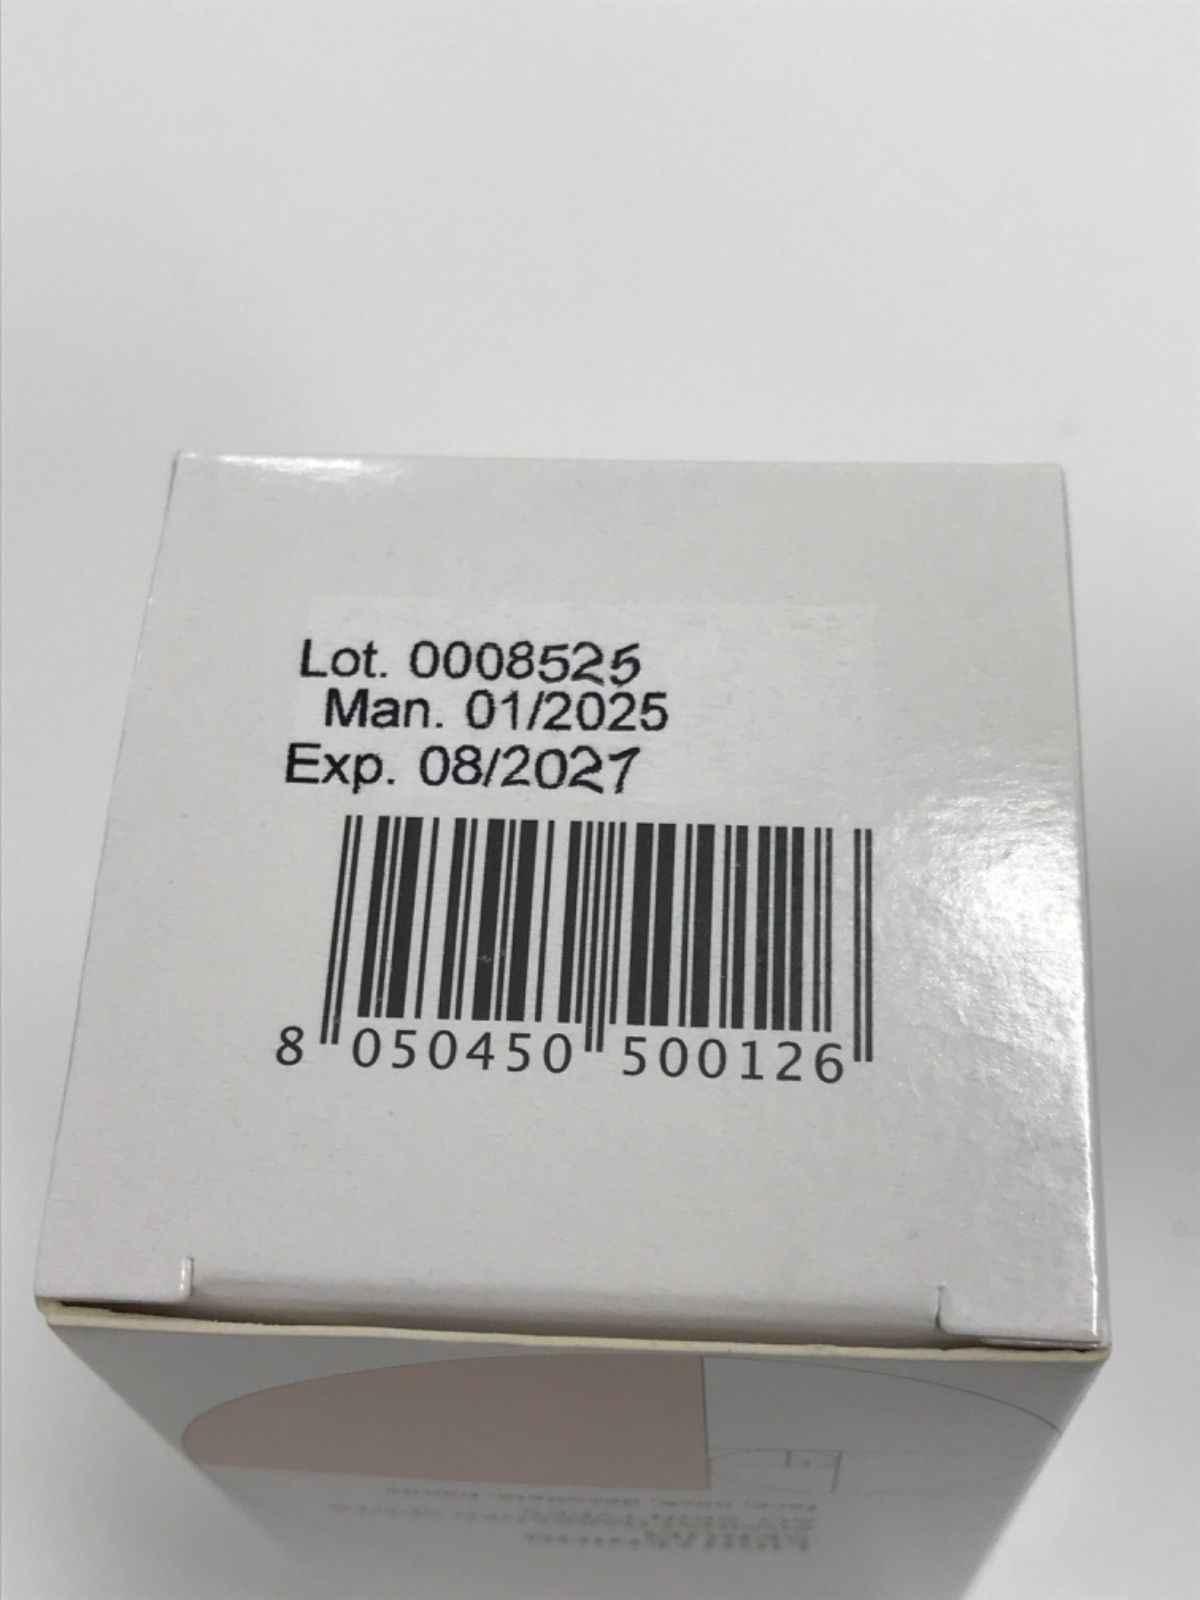 Lot. 0008525
Man. 01/2025
Exp. 08/2027
8 050450 500126